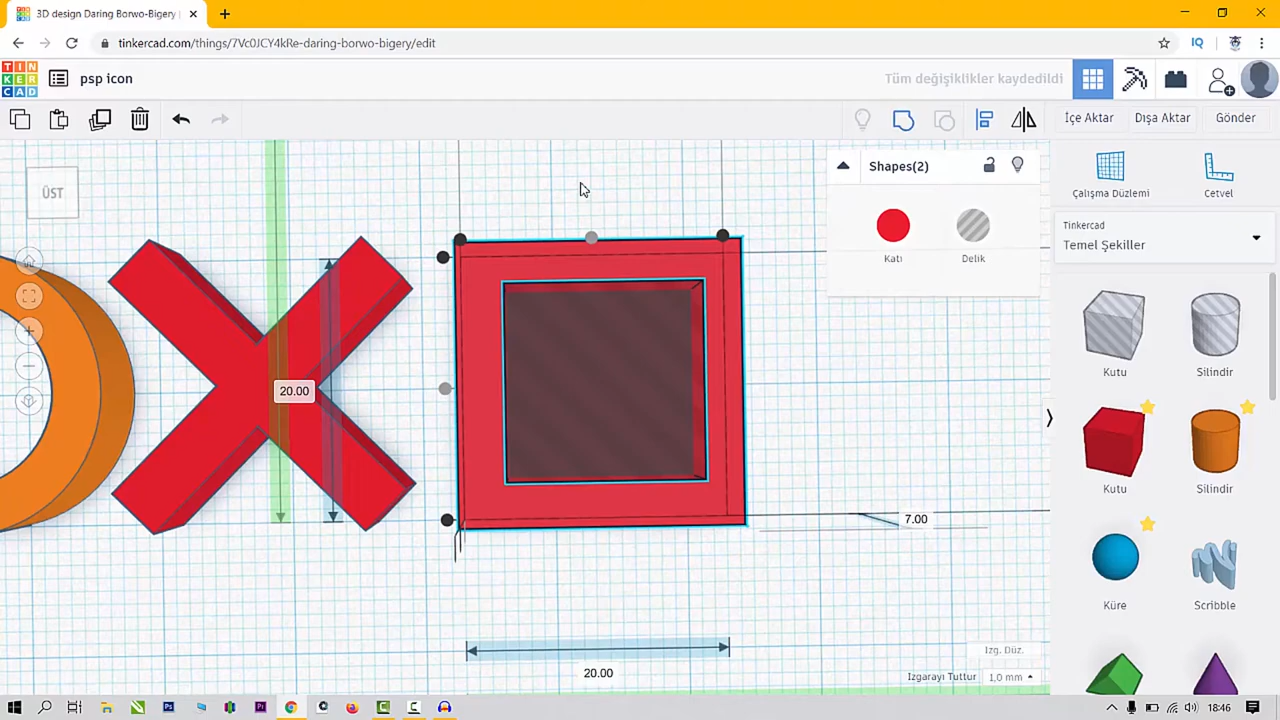 3D design Daring Borwo-Bigery |
tinkercad.com/things/7Vc0JCY4kRe-daring-borwo-bigery/edit
IQ
TIN
KER
CAD
psp icon
Tüm değişiklikler kaydedildi
İçe Aktar
Dışa Aktar
Gönder
ÜST
Shapes(2)
Katı
Delik
Çalışma Düzlemi
Cetvel
Tinkercad
Temel Şekiller
Kutu
Silindir
Kutu
Silindir
Küre
Scribble
20.00
7.00
20.00
Izg. Düz.
Izgarayı Tuttur
1,0 mm
18:46